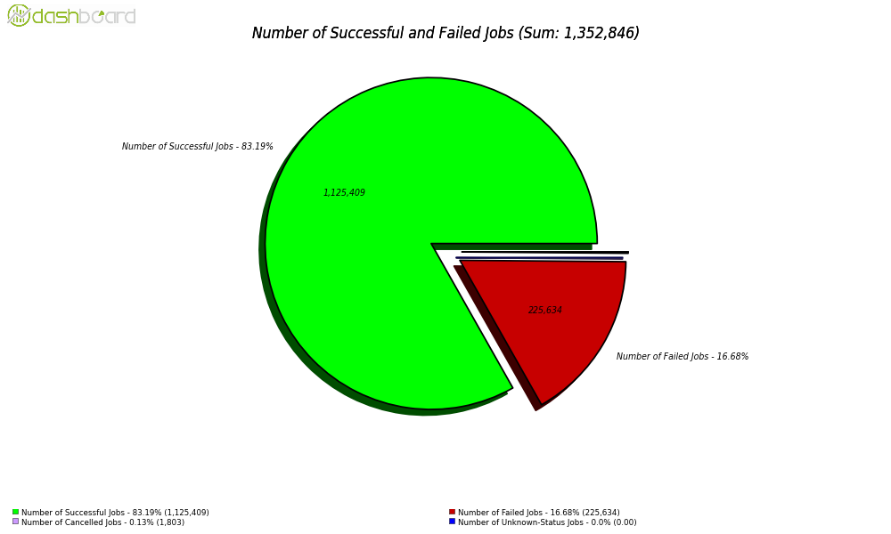 dashboard
Number of Successful and Failed Jobs (Sum: 1,352,846)
Number of Successful Jobs - 83.19%
1,125,409
225,634
Number of Failed Jobs - 16.68%
Number of Successful Jobs - 83.19% (1,125,409)
Number of Failed Jobs - 16.68% (225,634)
Number of Cancelled Jobs - 0.13% (1,803)
Number of Unknown-Status Jobs - 0.0% (0.00)